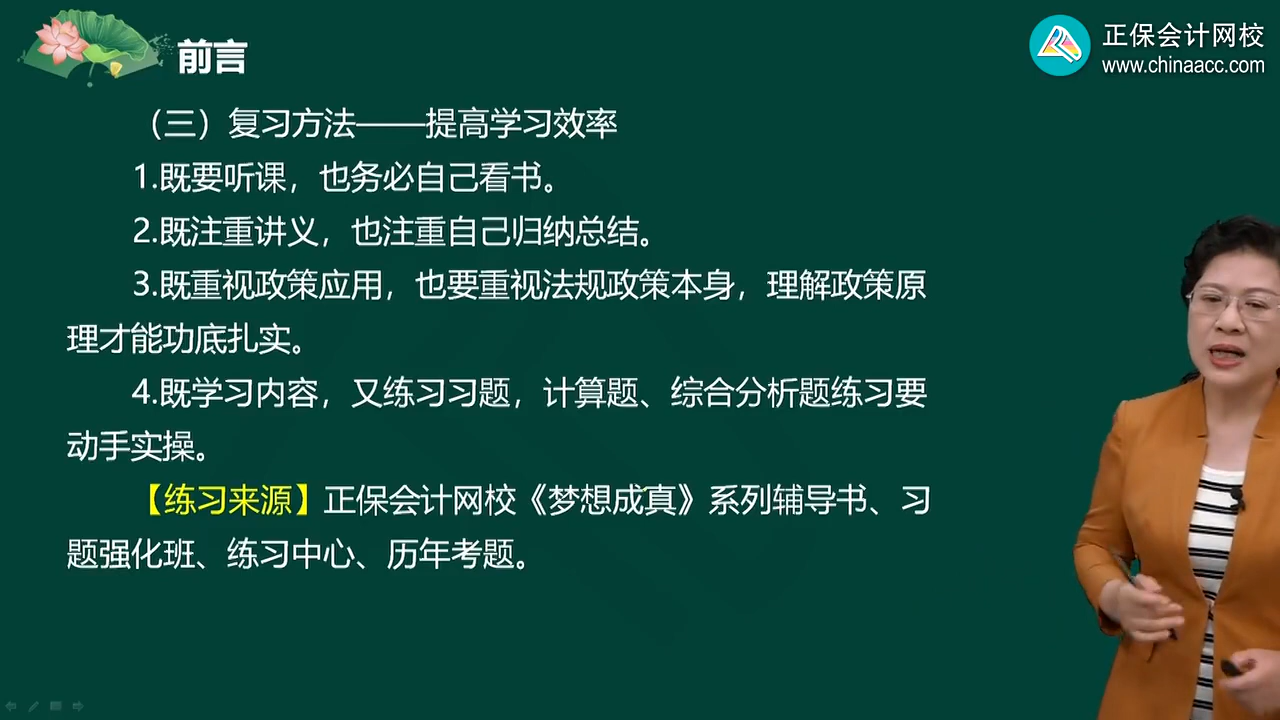 前言
正保会计网校
www.chinaacc.com
（三）复习方法——提高学习效率
1.既要听课，也务必自己看书。
2.既注重讲义，也注重自己归纳总结。
3.既重视政策应用，也要重视法规政策本身，理解政策原
理才能功底扎实。
4.既学习内容，又练习习题，计算题、综合分析题练习要
动手实操。
【练习来源】正保会计网校《梦想成真》系列辅导书、习
题强化班、练习中心、历年考题。